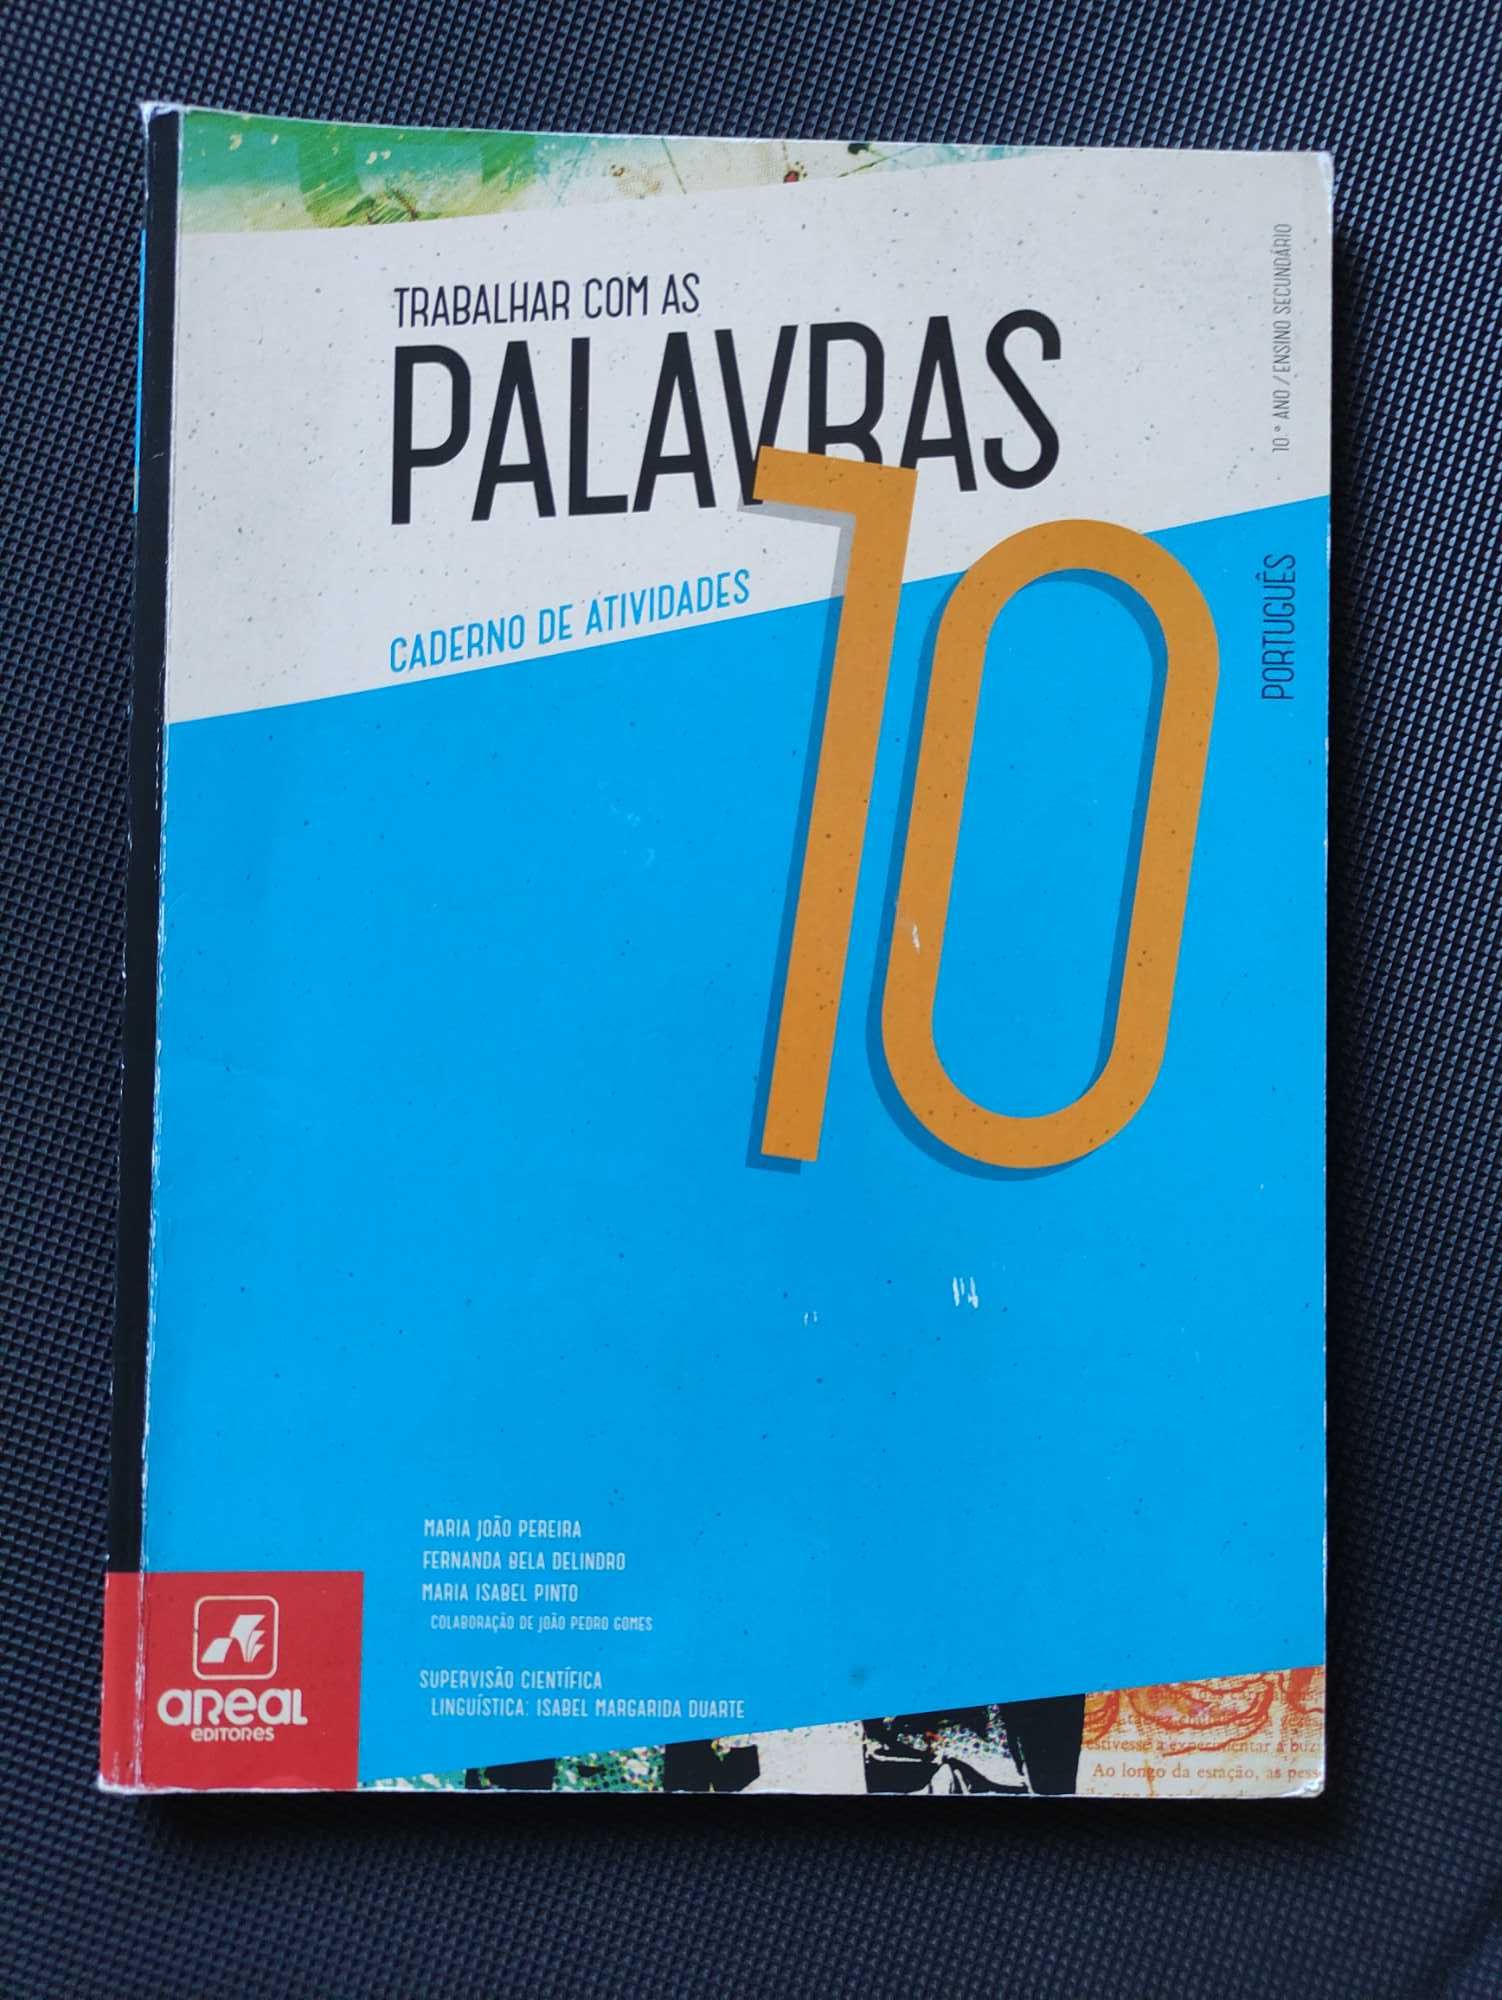 TRABALHAR COM AS
PALAVRAS
10
CADERNO DE ATIVIDADES
10.º ANO / ENSINO SECUNDÁRIO
PORTUGUÊS
MARIA JOÃO PEREIRA
FERNANDA BELA DELINDRO
MARIA ISABEL PINTO
COLABORAÇÃO DE JOÃO PEDRO GOMES
SUPERVISÃO CIENTÍFICA
LINGUÍSTICA: ISABEL MARGARIDA DUARTE
AREAL
EDITORES
estivesse a experimentar a
Ao longo da estação, as